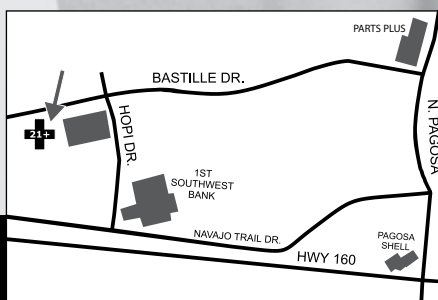 PARTS PLUS
BASTILLE DR.
21+
HOPI DR.
N. PAGOSA
1ST
SOUTHWEST
BANK
NAVAJO TRAIL DR.
PAGOSA
SHELL
HWY 160